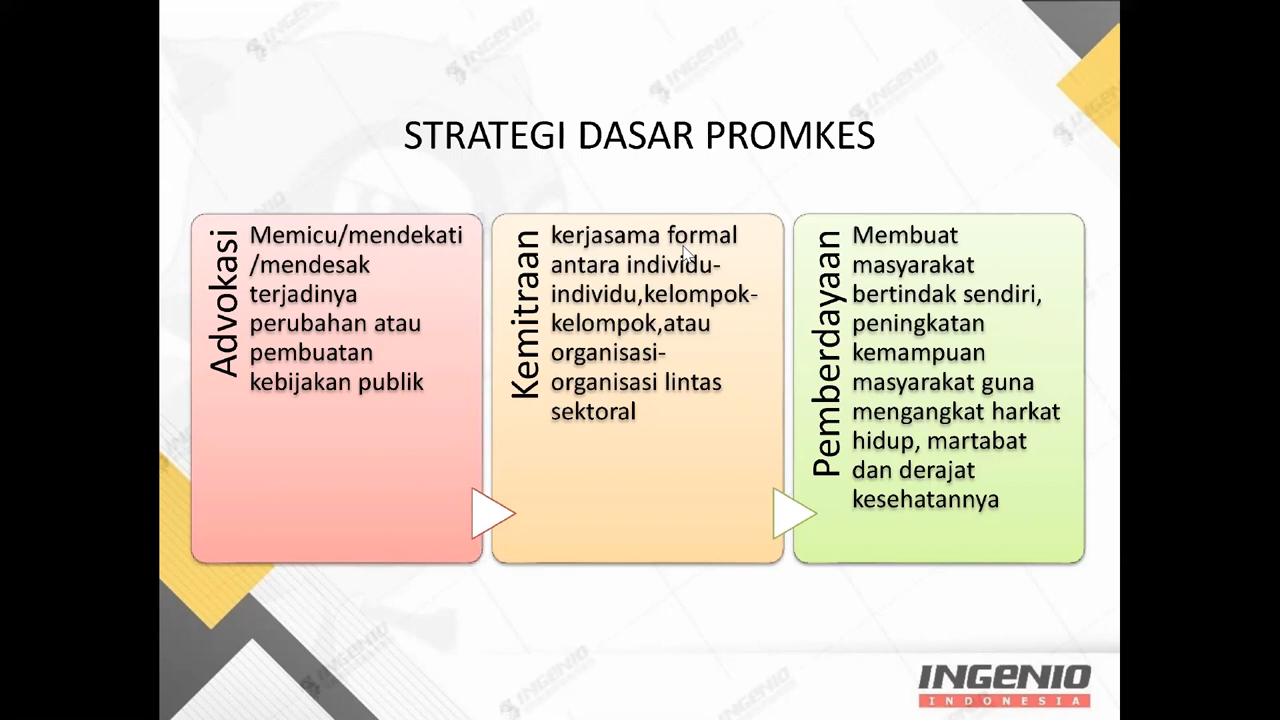 STRATEGI DASAR PROMKES
Advokasi
Memicu/mendekati
/mendesak
terjadinya
perubahan atau
pembuatan
kebijakan publik
Kemitraan
kerjasama formal
antara individu-
individu,kelompok-
kelompok,atau
organisasi-
organisasi lintas
sektoral
Pemberdayaan
Membuat
masyarakat
bertindak sendiri,
peningkatan
kemampuan
masyarakat guna
mengangkat harkat
hidup, martabat
dan derajat
kesehatannya
INGENIO
INDONESIA